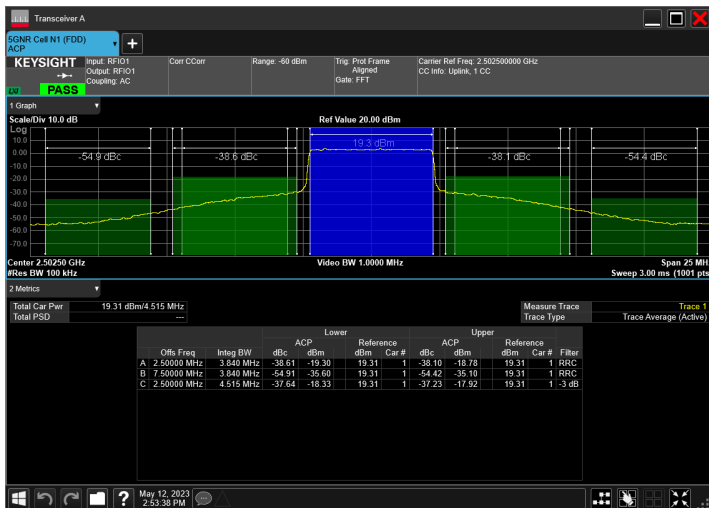 Transceiver A
5GNR Cell N1 (FDD)
ACP
KEYSIGHT
PASS
Input: RFIO1
Output: RFIO1
Coupling: AC
Corr CCorr
Range: -60 dBm
Trig: Prot Frame
Aligned
Gate: FFT
Carrier Ref Freq: 2.502500000 GHz
CC Info: Uplink, 1 CC
1 Graph
Scale/Div 10.0 dB
Ref Value 20.00 dBm
Log
10.0
0.00
-10.0
-20.0
-30.0
-40.0
-50.0
-60.0
-70.0
-54.9 dBc
-38.6 dBc
19.3 dBm
-38.1 dBc
-54.4 dBc
Center 2.50250 GHz
Video BW 1.0000 MHz
Span 25 MH
#Res BW 100 kHz
Sweep 3.00 ms (1001 pts
2 Metrics
Total Car Pwr 19.31 dBm/4.515 MHz
Total PSD ---
Measure Trace Trace 1
Trace Type Trace Average (Active)
Lower Upper
ACP Reference ACP Reference
Offs Freq Integ BW dBc dBm dBm Car # dBc dBm dBm Car # Filter
A 2.50000 MHz 3.840 MHz -38.61 -19.30 19.31 1 -38.10 -18.78 19.31 1 RRC
B 7.50000 MHz 3.840 MHz -54.91 -35.60 19.31 1 -54.42 -35.10 19.31 1 RRC
C 2.50000 MHz 4.515 MHz -37.64 -18.33 19.31 1 -37.23 -17.92 19.31 1 -3 dB
?
May 12, 2023
2:53:38 PM